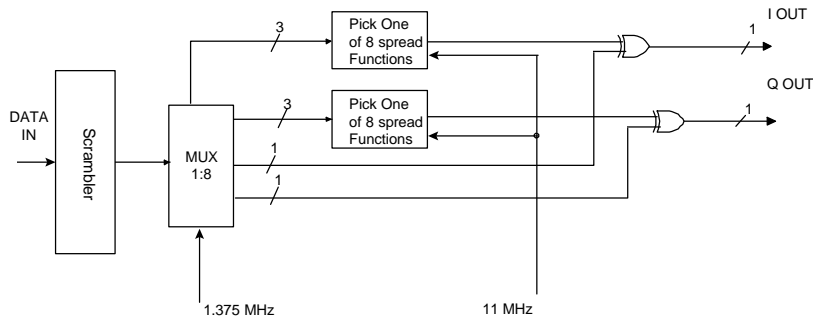 3
Pick One
of 8 spread
Functions
1
I OUT
DATA
IN
Scrambler
MUX
1:8
3
Pick One
of 8 spread
Functions
1
Q OUT
1
1
1.375 MHz
11 MHz